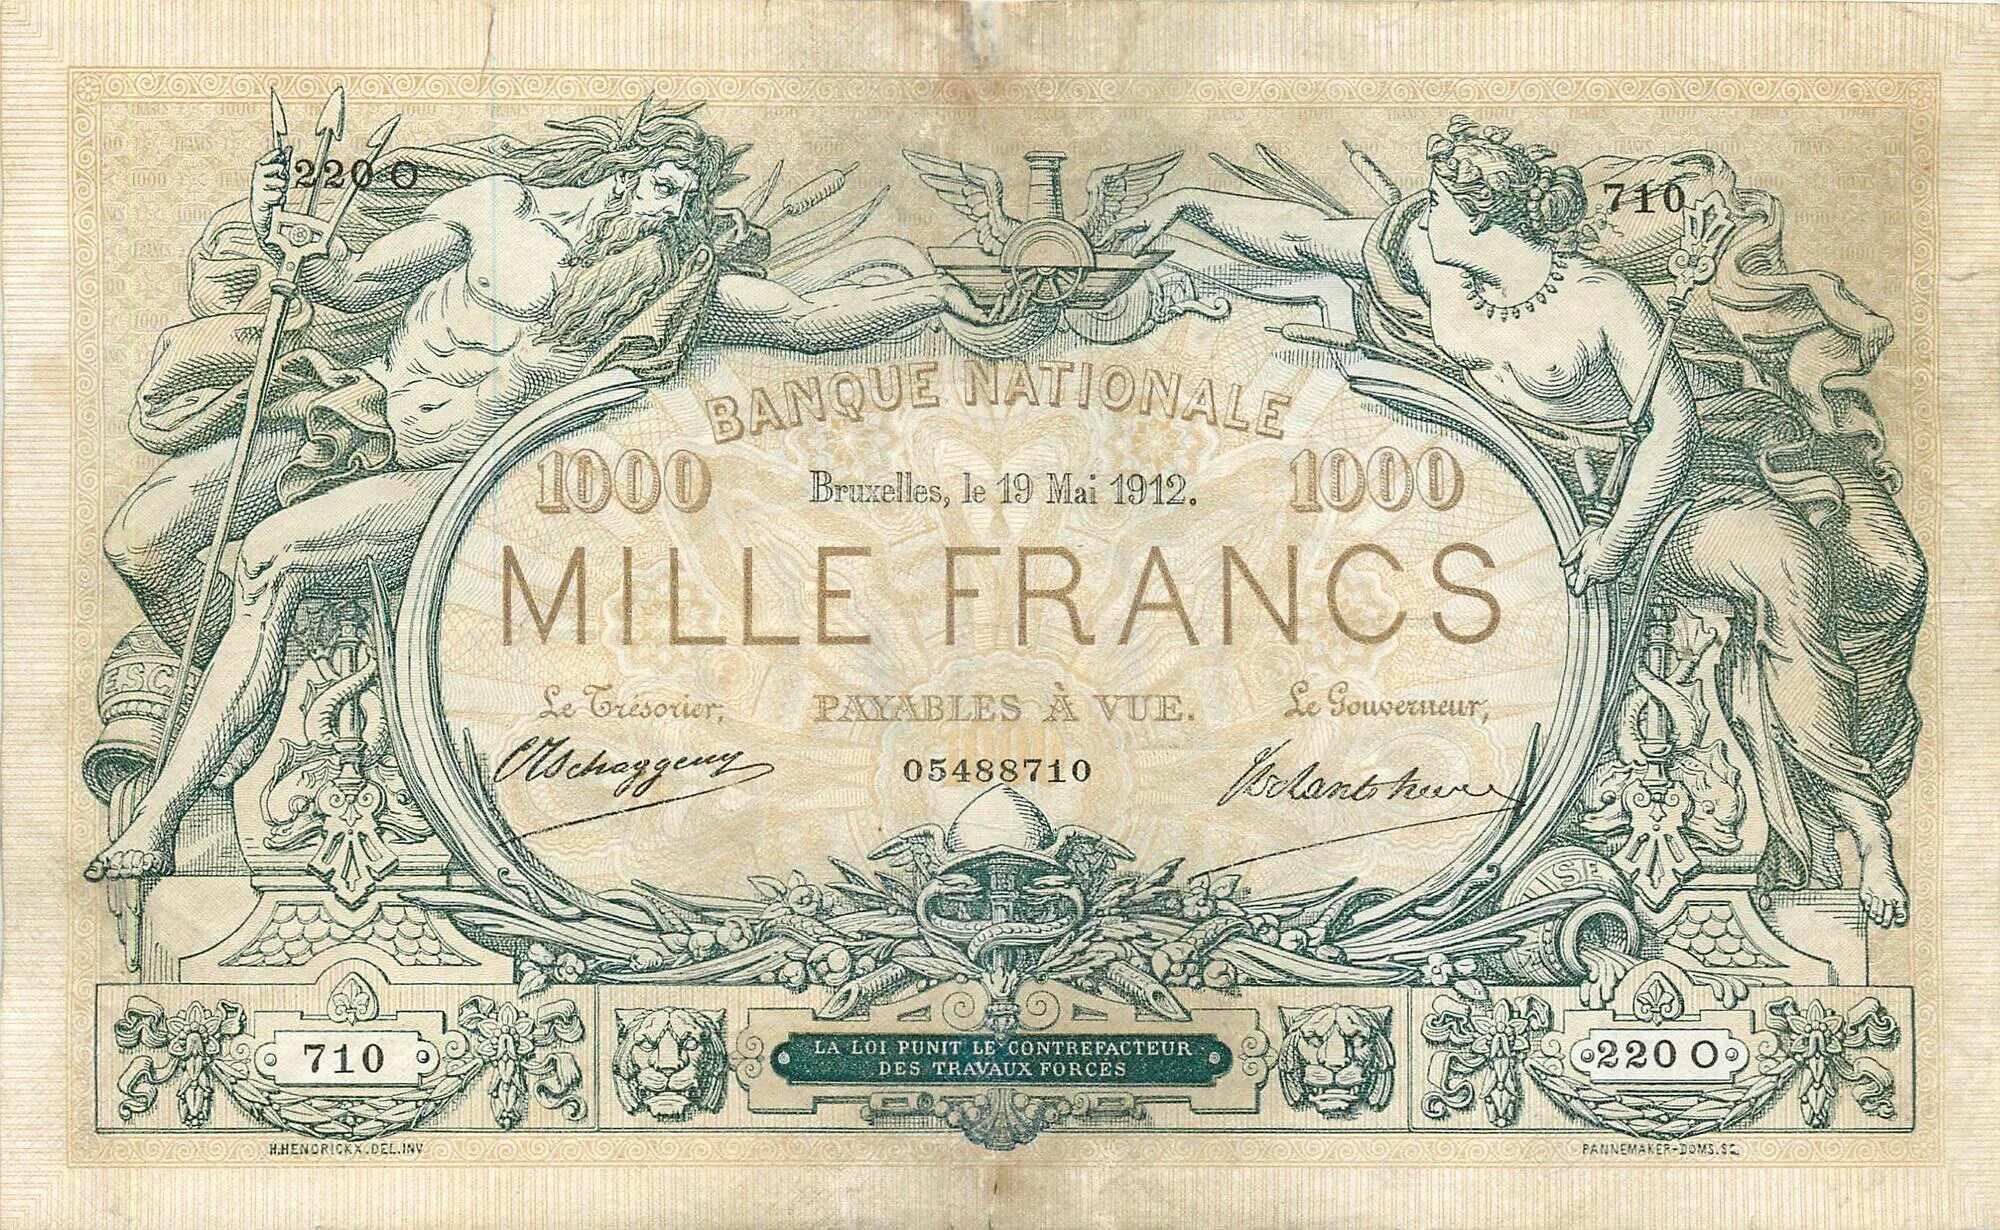 220 O
710
BANQUE NATIONALE
1000 Bruxelles, le 19 Mai 1912. 1000
MILLE FRANCS
Le Trésorier, PAYABLES À VUE. Le Gouverneur,
05488710
710
LA LOI PUNIT LE CONTREFACTEUR
DES TRAVAUX FORCÉS
220 O
H.HENDRICKX.DEL.INV
PANNEMAKER-DOMS.SC.